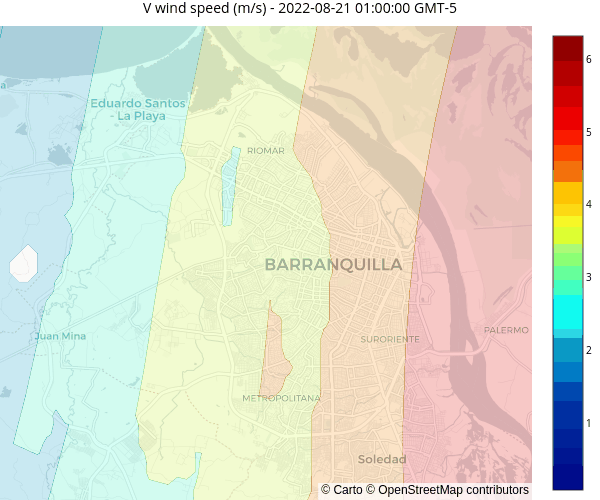 V wind speed (m/s) - 2022-08-21 01:00:00 GMT-5
6
5
4
3
2
1
a
Eduardo Santos
- La Playa
RIOMAR
BARRANQUILLA
Juan Mina
SURORIENTE
PALERMO
METROPOLITANA
Soledad
© Carto © OpenStreetMap contributors